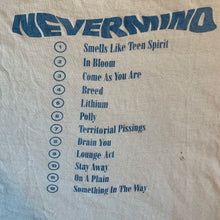 NEVERMIND
1 Smells Like Teen Spirit
2 In Bloom
3 Come As You Are
4 Breed
5 Lithium
6 Polly
7 Territorial Pissings
8 Drain You
9 Lounge Act
10 Stay Away
11 On A Plain
12 Something In The Way